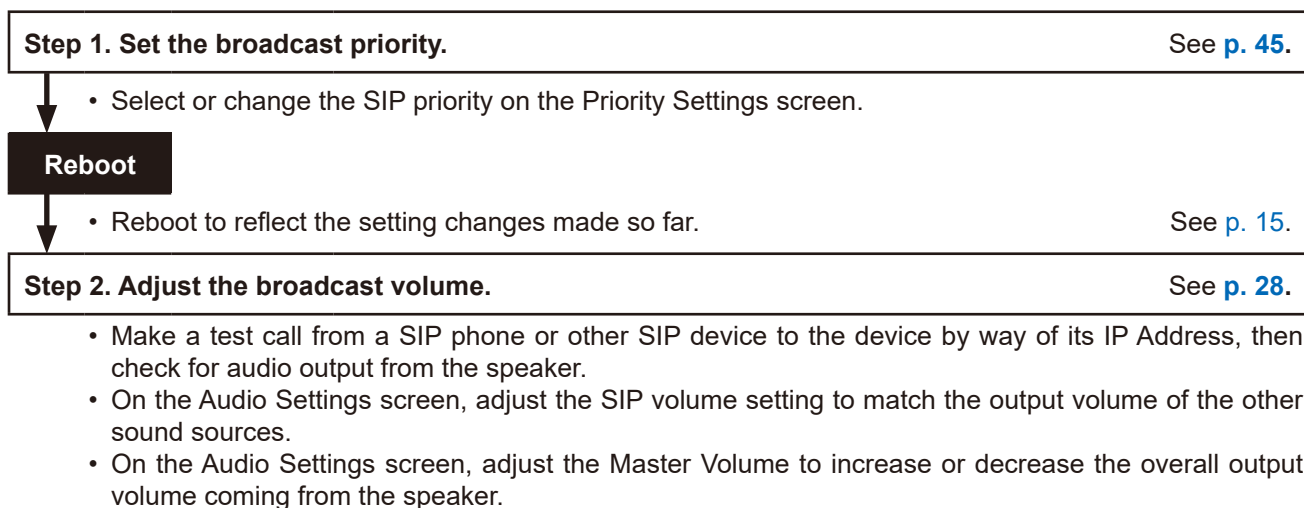 Step 1. Set the broadcast priority. See p. 45.
• Select or change the SIP priority on the Priority Settings screen.
Reboot
• Reboot to reflect the setting changes made so far. See p. 15.
Step 2. Adjust the broadcast volume. See p. 28.
• Make a test call from a SIP phone or other SIP device to the device by way of its IP Address, then
check for audio output from the speaker.
• On the Audio Settings screen, adjust the SIP volume setting to match the output volume of the other
sound sources.
• On the Audio Settings screen, adjust the Master Volume to increase or decrease the overall output
volume coming from the speaker.